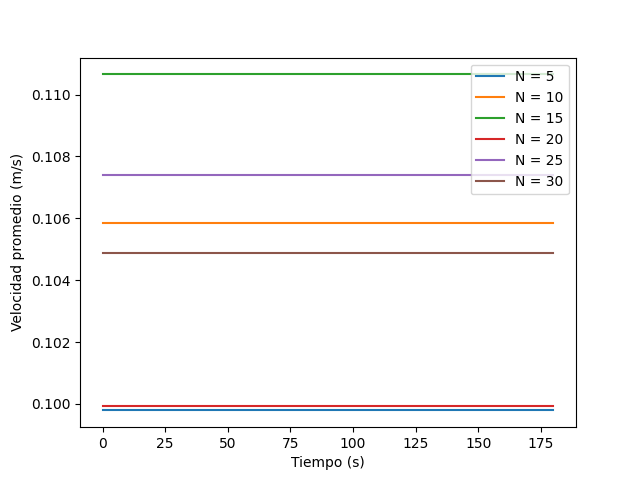 0.110
0.108
0.106
0.104
0.102
0.100
Velocidad promedio (m/s)
0
25
50
75
100
125
150
175
Tiempo (s)
N = 5
N = 10
N = 15
N = 20
N = 25
N = 30